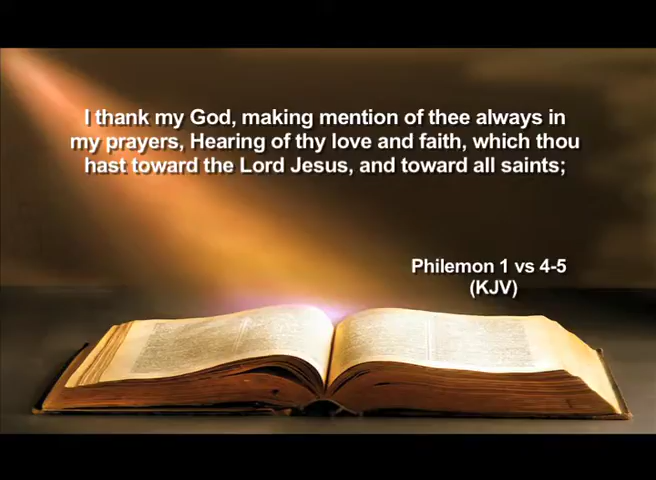 I thank my God, making mention of thee always in
my prayers, Hearing of thy love and faith, which thou
hast toward the Lord Jesus, and toward all saints;
Philemon 1 vs 4-5
(KJV)